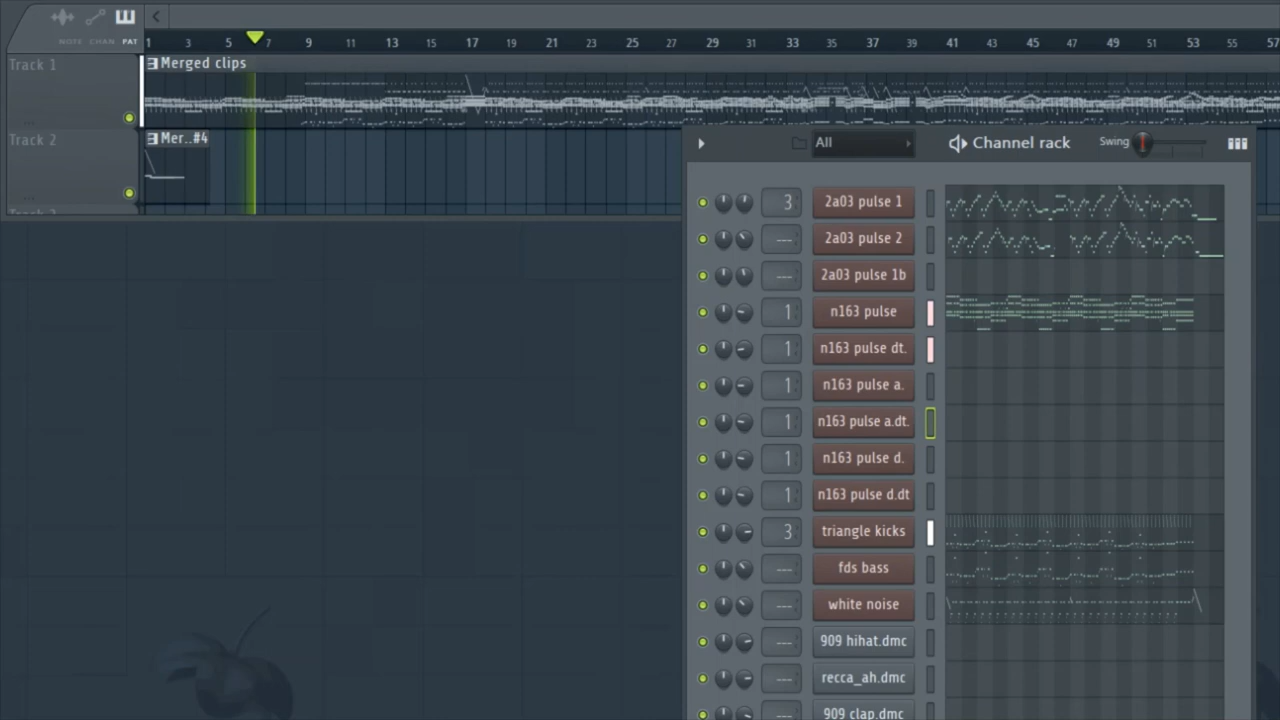 NOTE CHAN PAT
1 3 5 7 9 11 13 15 17 19 21 23 25 27 29 31 33 35 37 39 41 43 45 47 49 51 53 55 57
Track 1
Merged clips
Track 2
Mer..#4
All
Channel rack
Swing
3 2a03 pulse 1
--- 2a03 pulse 2
--- 2a03 pulse 1b
1 n163 pulse
1 n163 pulse dt.
1 n163 pulse a.
1 n163 pulse a.dt.
1 n163 pulse d.
1 n163 pulse d.dt
3 triangle kicks
--- fds bass
--- white noise
--- 909 hihat.dmc
--- recca_ah.dmc
--- 909 clap.dmc